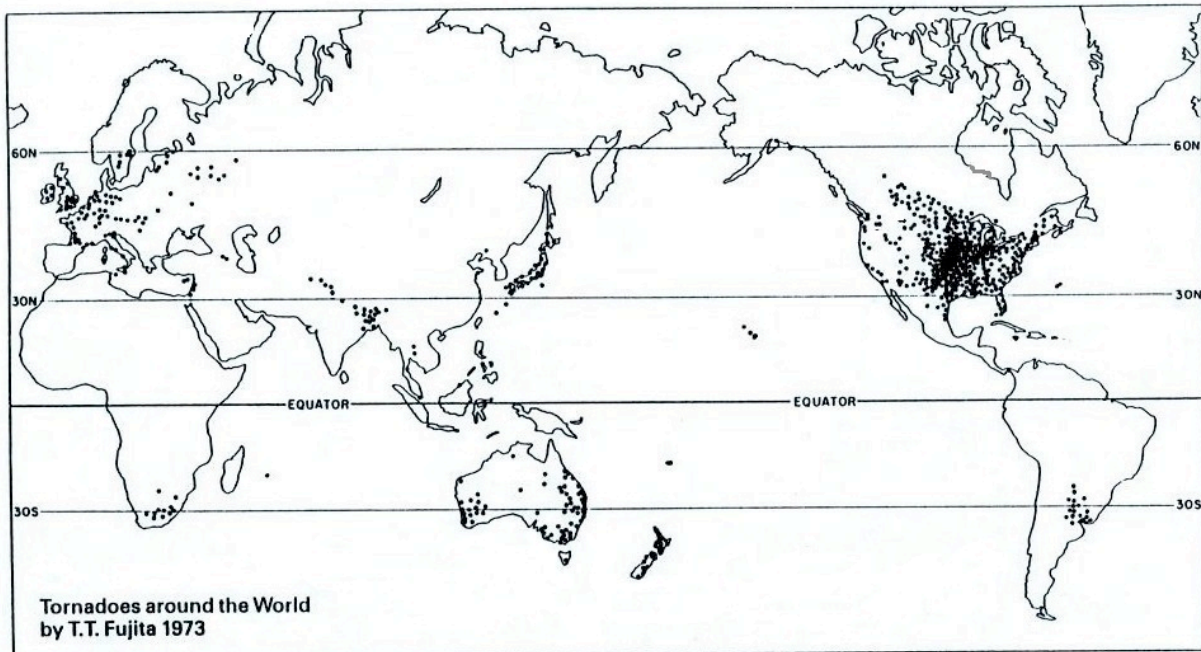 60N
60N
30N
30N
EQUATOR
EQUATOR
30S
30S
Tornadoes around the World
by T.T. Fujita 1973